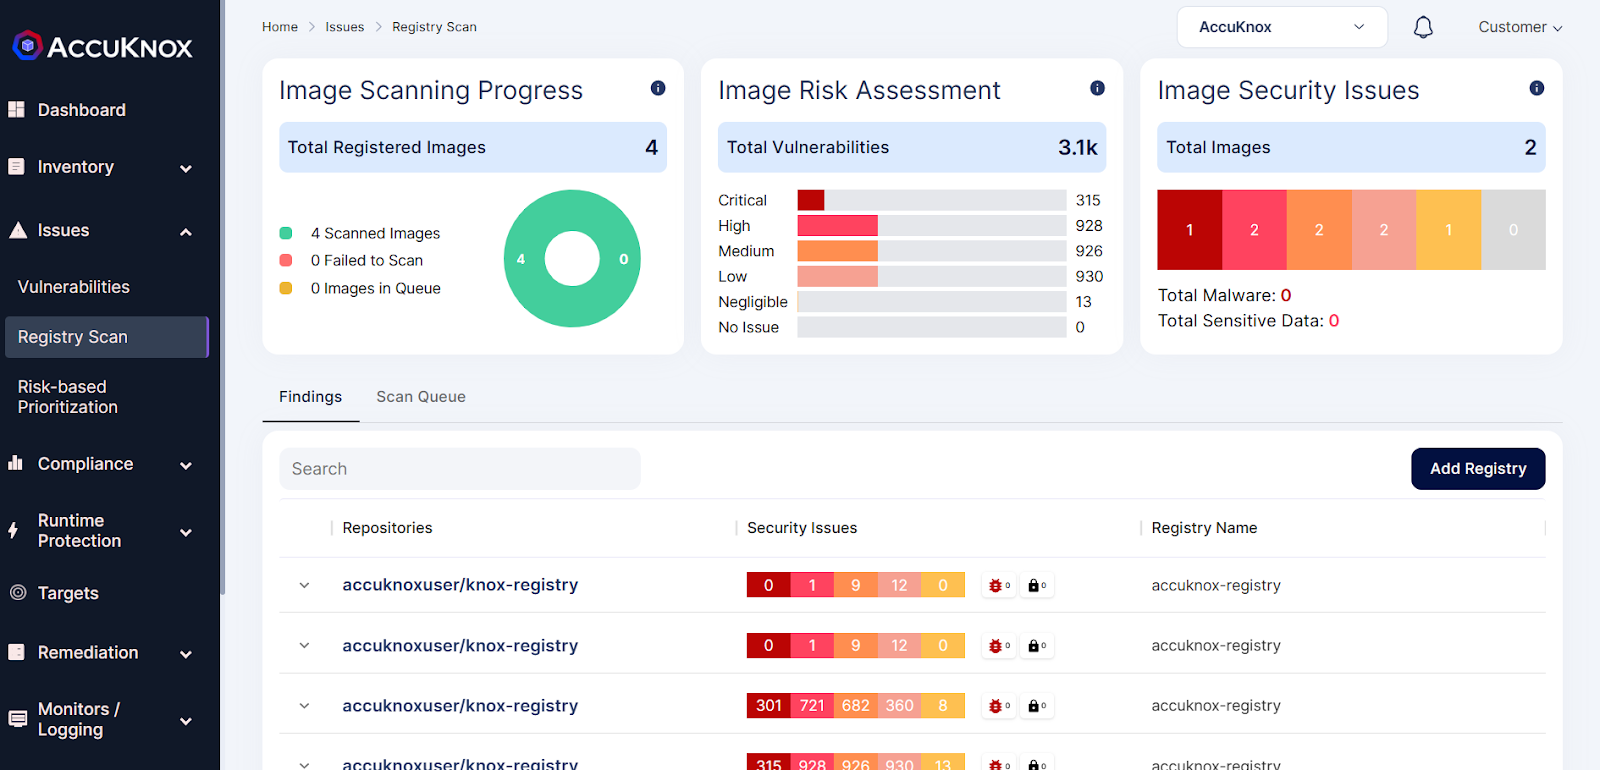 ACCUKNOX
Dashboard
Inventory
Issues
Vulnerabilities
Registry Scan
Risk-based
Prioritization
Compliance
Runtime
Protection
Targets
Remediation
Monitors /
Logging
Home > Issues > Registry Scan
AccuKnox
Customer
Image Scanning Progress
Total Registered Images 4
4 Scanned Images
0 Failed to Scan
0 Images in Queue
4 0
Image Risk Assessment
Total Vulnerabilities 3.1k
Critical 315
High 928
Medium 926
Low 930
Negligible 13
No Issue 0
Image Security Issues
Total Images 2
1 2 2 2 1 0
Total Malware: 0
Total Sensitive Data: 0
Findings Scan Queue
Search Add Registry
Repositories Security Issues Registry Name
accuknoxuser/knox-registry 0 1 9 12 0 0 0 accuknox-registry
accuknoxuser/knox-registry 0 1 9 12 0 0 0 accuknox-registry
accuknoxuser/knox-registry 301 721 682 360 8 0 0 accuknox-registry
accuknoxuser/knox-registry 315 928 926 930 13 0 0 accuknox-registry